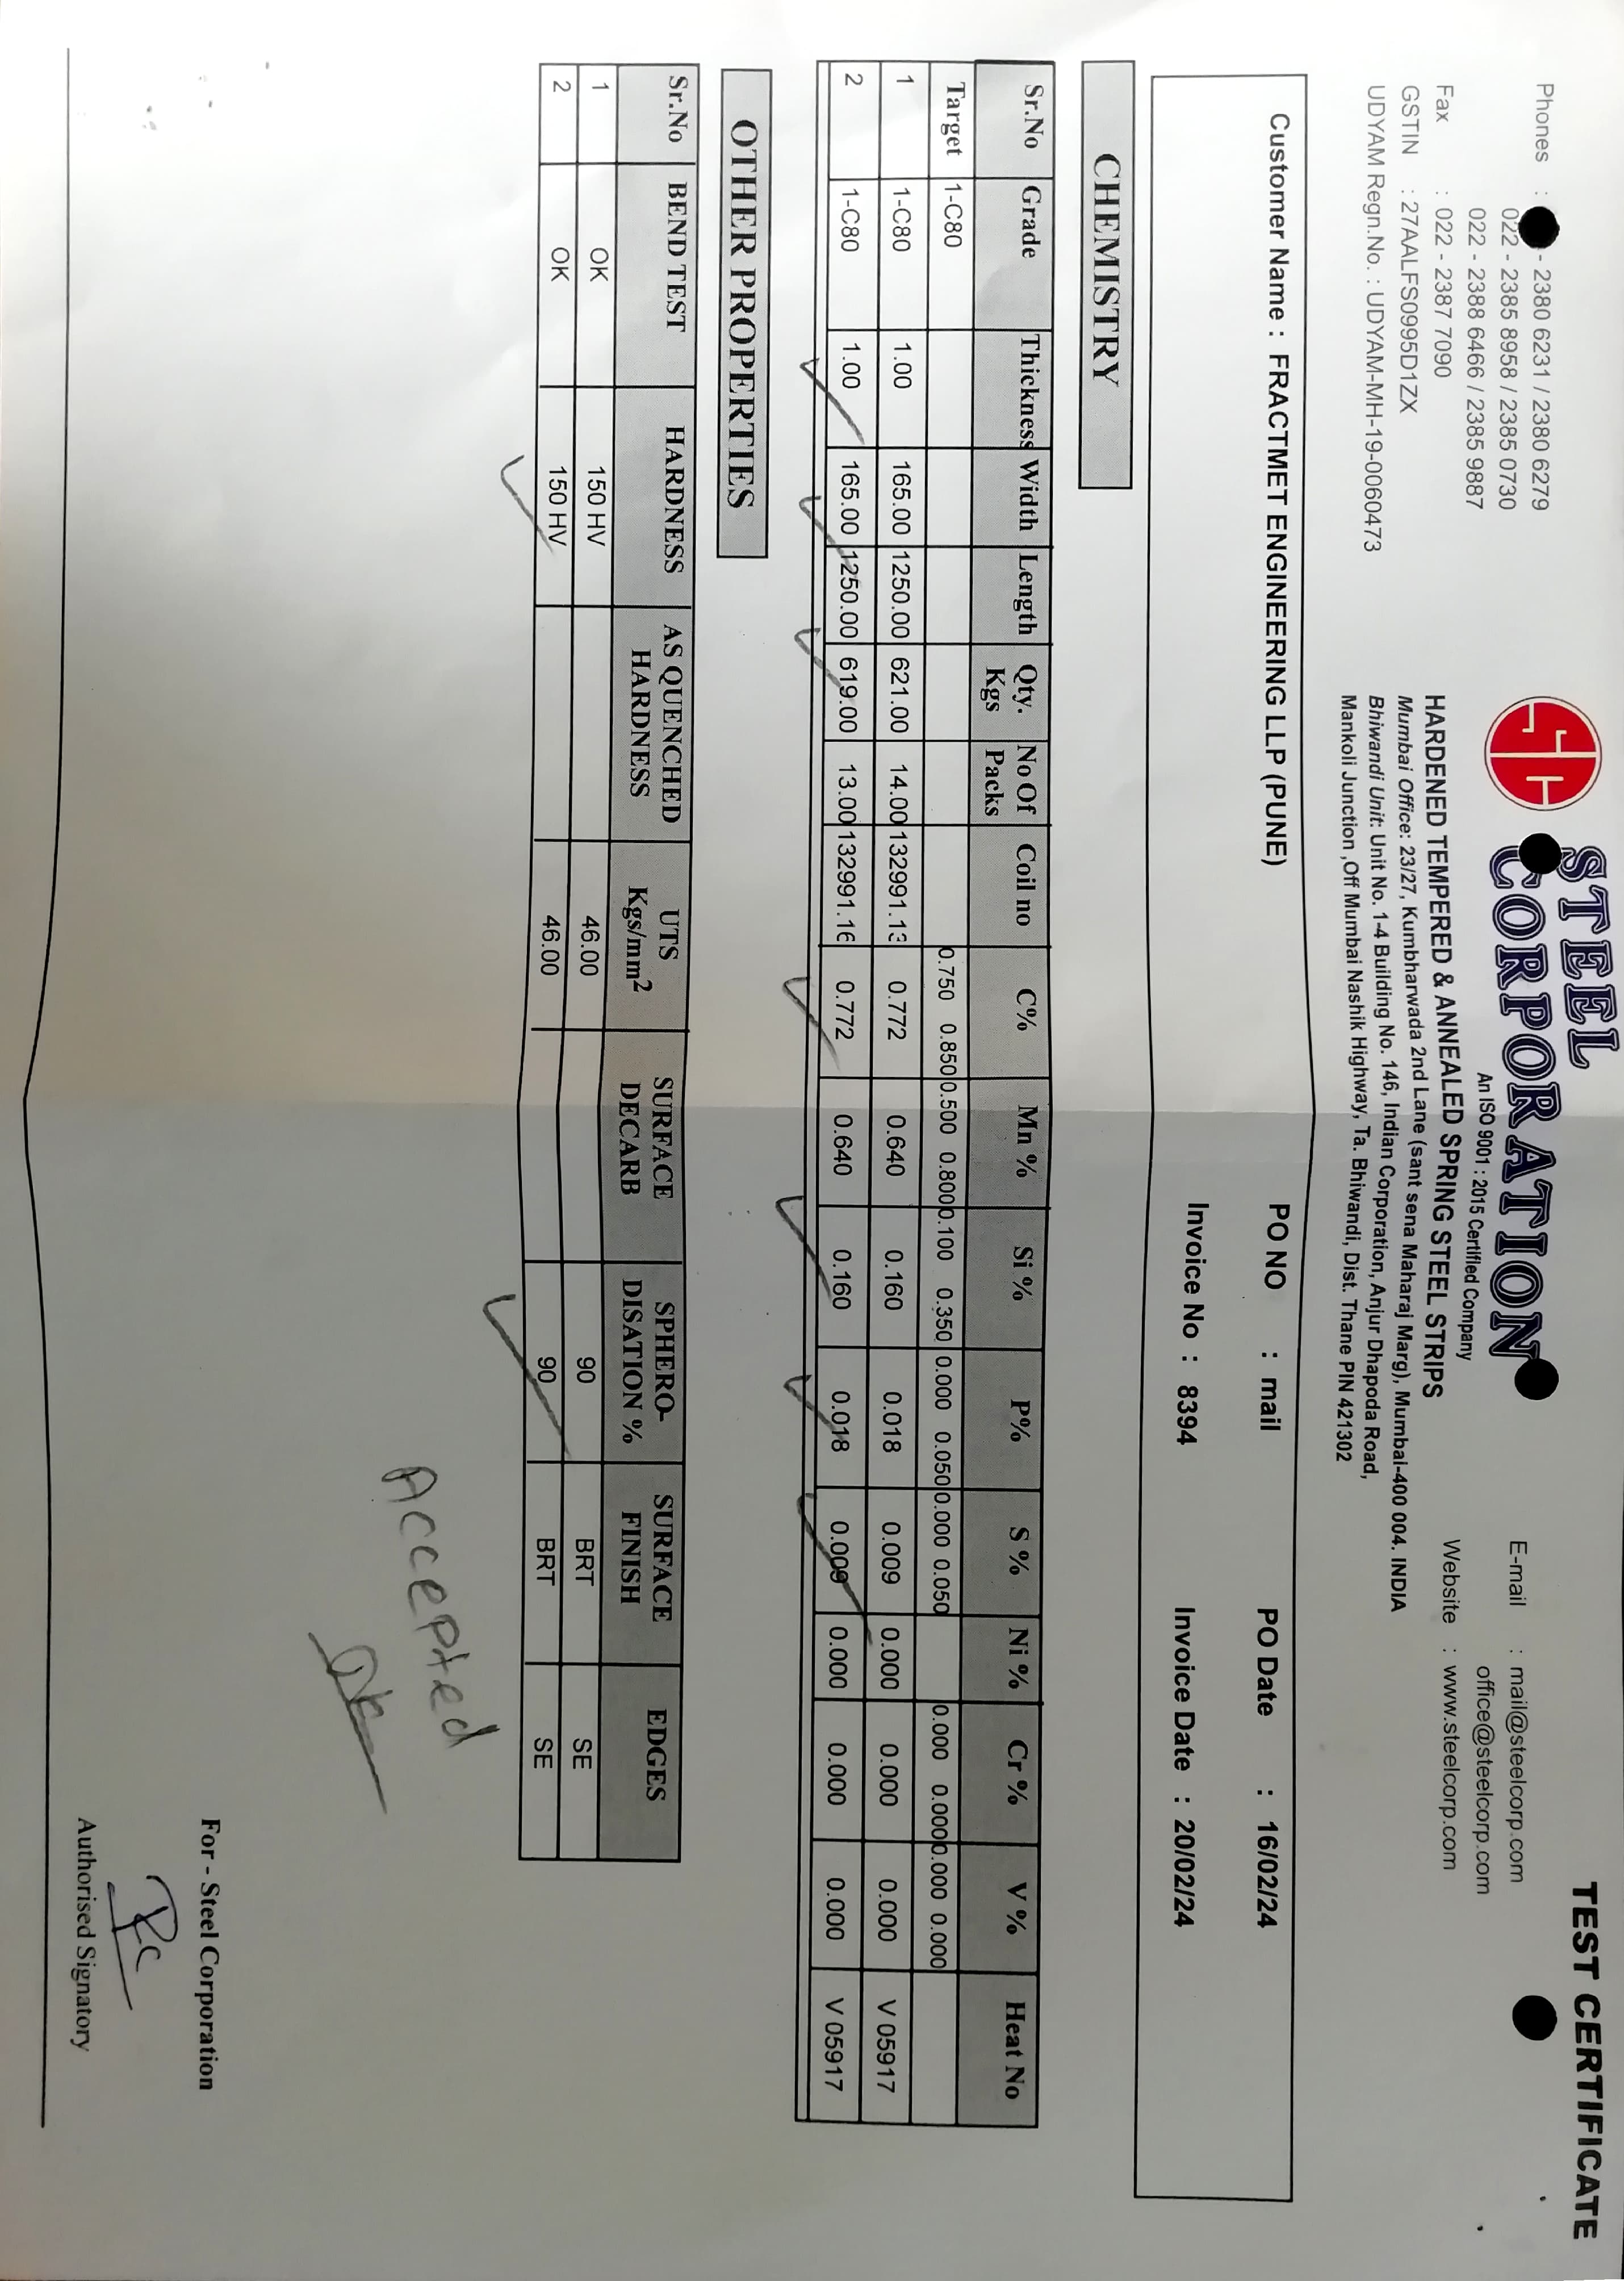 TEST CERTIFICATE
Phones : - 2380 6231 / 2380 6279
022 - 2385 8958 / 2385 0730
022 - 2388 6466 / 2385 9887
Fax : 022 - 2387 7090
GSTIN : 27AALFS0995D1ZX
UDYAM Regn.No. : UDYAM-MH-19-0060473
SC
STEEL
CORPORATION
An ISO 9001 : 2015 Certified Company
HARDENED TEMPERED & ANNEALED SPRING STEEL STRIPS
Mumbai Office: 23/27, Kumbharwada 2nd Lane (sant sena Maharaj Marg), Mumbai-400 004. INDIA
Bhiwandi Unit: Unit No. 1-4 Building No. 146, Indian Corporation, Anjur Dhapoda Road,
Mankoli Junction ,Off Mumbai Nashik Highway, Ta. Bhiwandi, Dist. Thane PIN 421302
E-mail : mail@steelcorp.com
office@steelcorp.com
Website : www.steelcorp.com
Customer Name : FRACTMET ENGINEERING LLP (PUNE)
PO NO : mail PO Date : 16/02/24
Invoice No : 8394 Invoice Date : 20/02/24
CHEMISTRY
Sr.No Grade Thickness Width Length Qty. Kgs No Of Packs Coil no C% Mn % Si % P% S % Ni % Cr % V % Heat No
Target 1-C80 0.750 0.850 0.500 0.800 0.100 0.350 0.000 0.050 0.000 0.050 0.000 0.000 0.000 0.000
1 1-C80 1.00 165.00 1250.00 621.00 14.00 132991.13 0.772 0.640 0.160 0.018 0.009 0.000 0.000 0.000 V 05917
2 1-C80 1.00 165.00 1250.00 619.00 13.00 132991.16 0.772 0.640 0.160 0.018 0.009 0.000 0.000 0.000 V 05917
OTHER PROPERTIES
Sr.No BEND TEST HARDNESS AS QUENCHED HARDNESS UTS Kgs/mm2 SURFACE DECARB SPHERO-DISATION % SURFACE FINISH EDGES
1 OK 150 HV 46.00 90 BRT SE
2 OK 150 HV 46.00 90 BRT SE
Accepted
For - Steel Corporation
Authorised Signatory